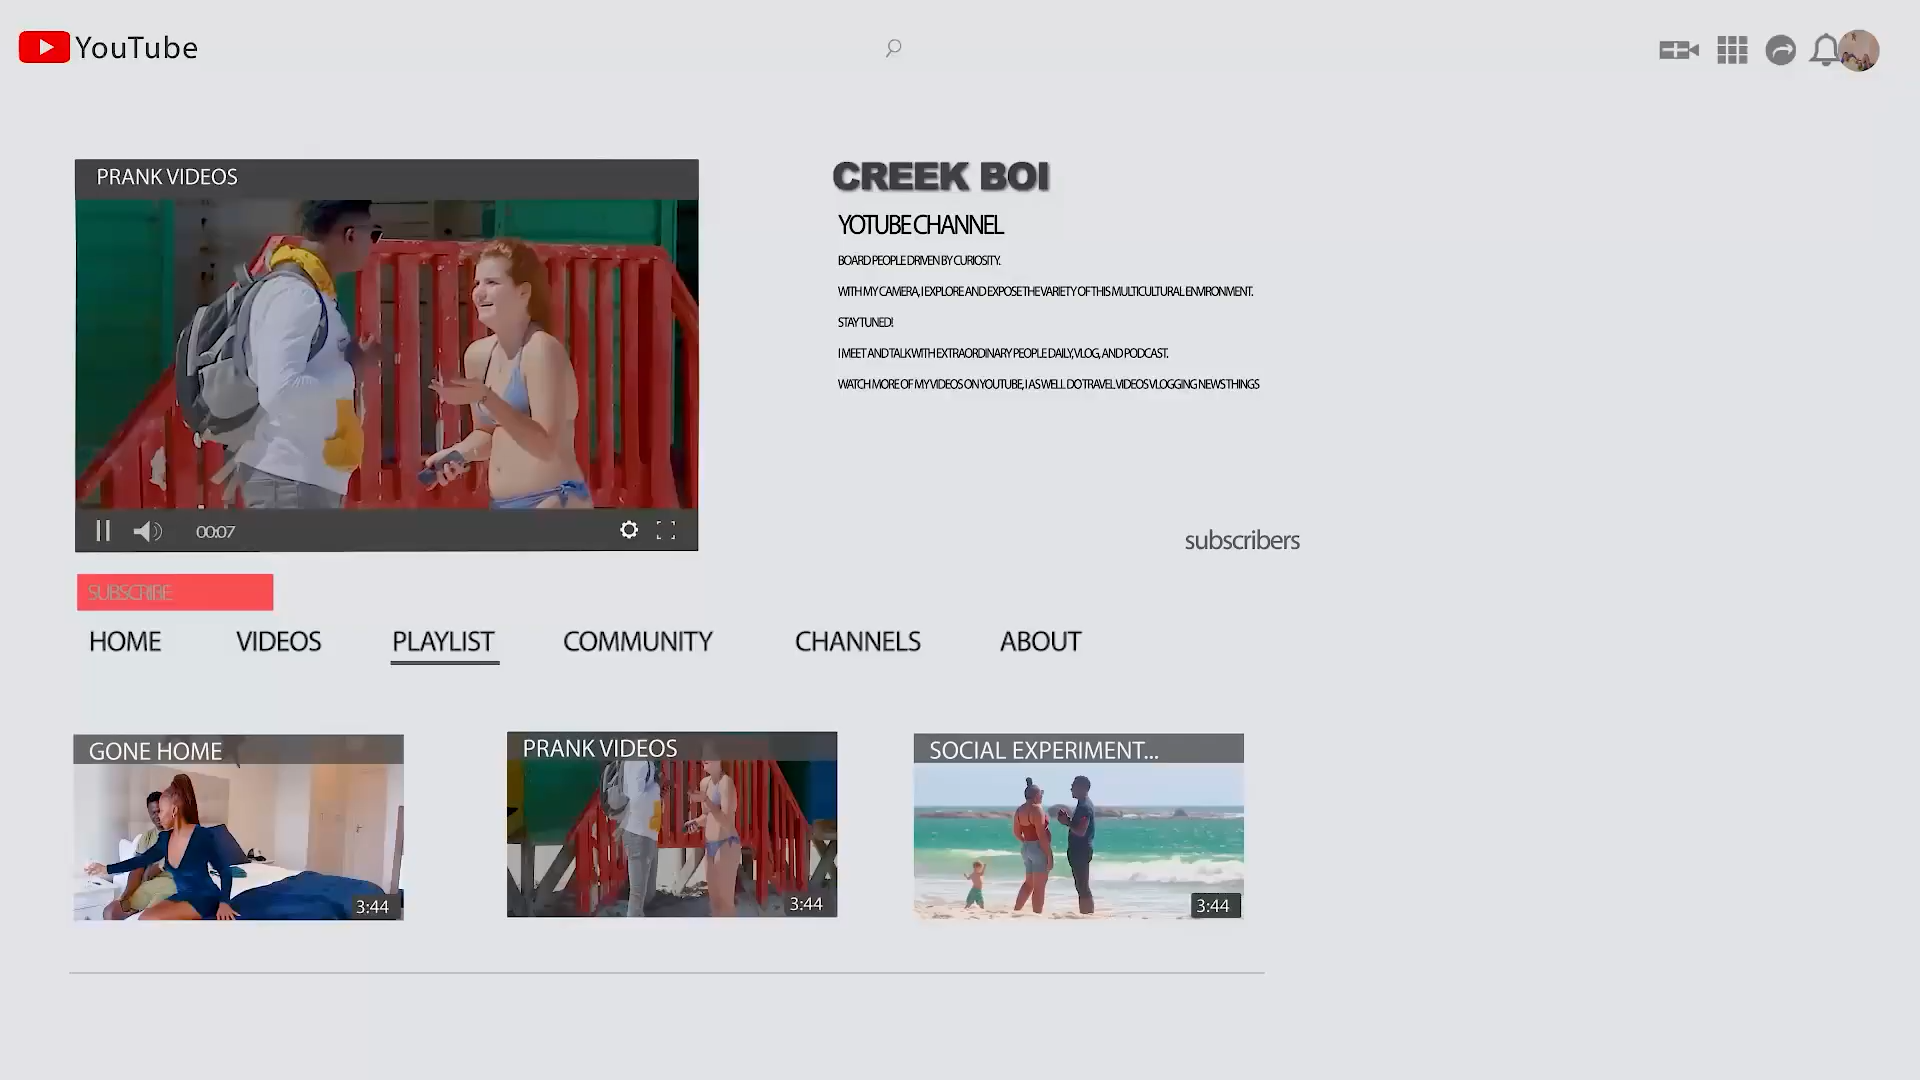 YouTube
PRANK VIDEOS
CREEK BOI
YOTUBE CHANNEL
BOARD PEOPLE DRIVEN BY CURIOSITY.
WITH MY CAMERA, I EXPLORE AND EXPOSE THE VARIETY OF THIS MULTICULTURAL ENVIRONMENT.
STAY TUNED!
I MEET AND TALK WITH EXTRAORDINARY PEOPLE DAILY, VLOG, AND PODCAST.
WATCH MORE OF MY VIDEOS ON YOUTUBE, I AS WELL DO TRAVEL VIDEOS VLOGGING NEWS THINGS
00:07
subscribers
SUBSCRIBE
HOME VIDEOS PLAYLIST COMMUNITY CHANNELS ABOUT
GONE HOME
3:44
PRANK VIDEOS
3:44
SOCIAL EXPERIMENT...
3:44